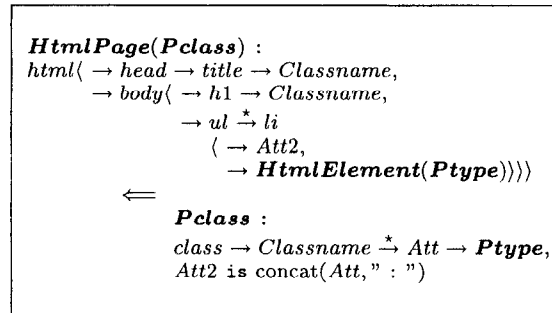 HtmlPage(Pclass) :
html⟨ → head → title → Classname,
→ body⟨ → h1 → Classname,
→ ul →* li
⟨ → Att2,
→ HtmlElement(Ptype)⟩⟩⟩⟩
⟸
Pclass :
class → Classname →* Att → Ptype,
Att2 is concat(Att," : ")